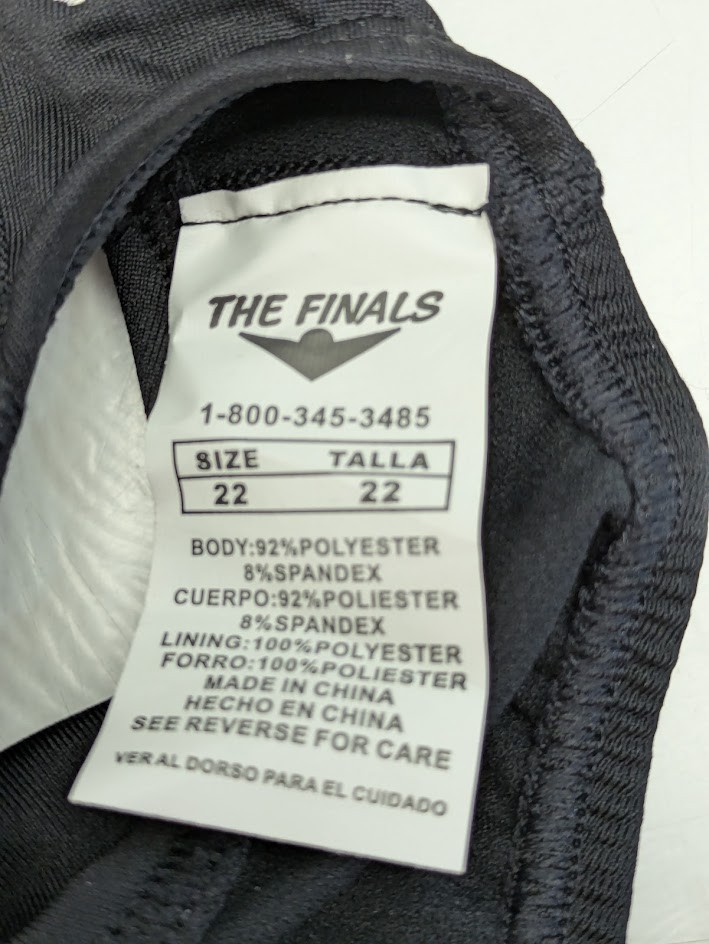 THE FINALS
1-800-345-3485
SIZE TALLA
22 22
BODY:92%POLYESTER
8%SPANDEX
CUERPO:92%POLIESTER
8%SPANDEX
LINING:100%POLYESTER
FORRO:100%POLIESTER
MADE IN CHINA
HECHO EN CHINA
SEE REVERSE FOR CARE
VER AL DORSO PARA EL CUIDADO